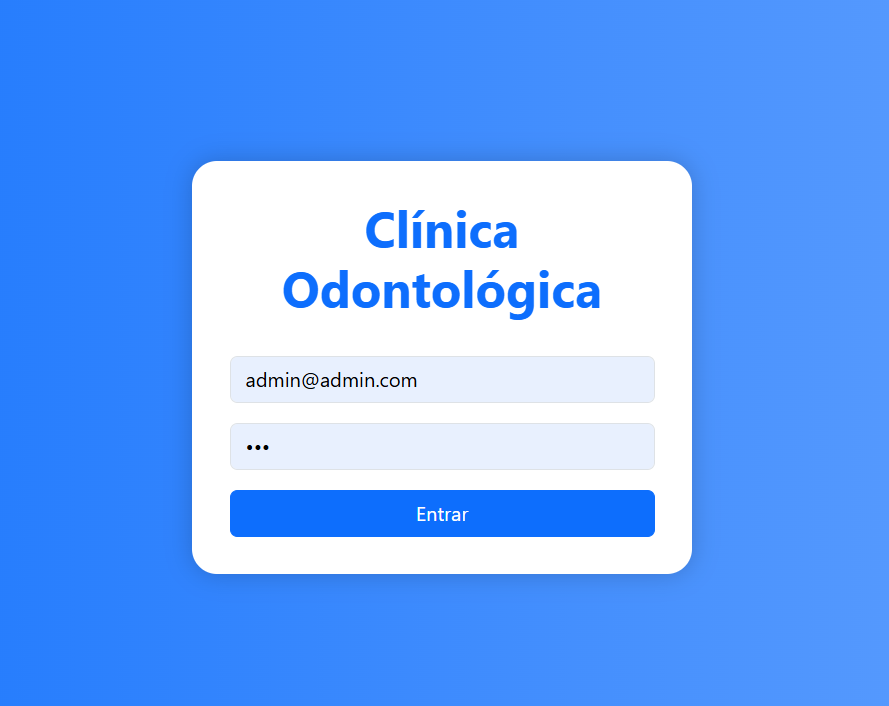 Clínica
Odontológica
admin@admin.com
•••
Entrar